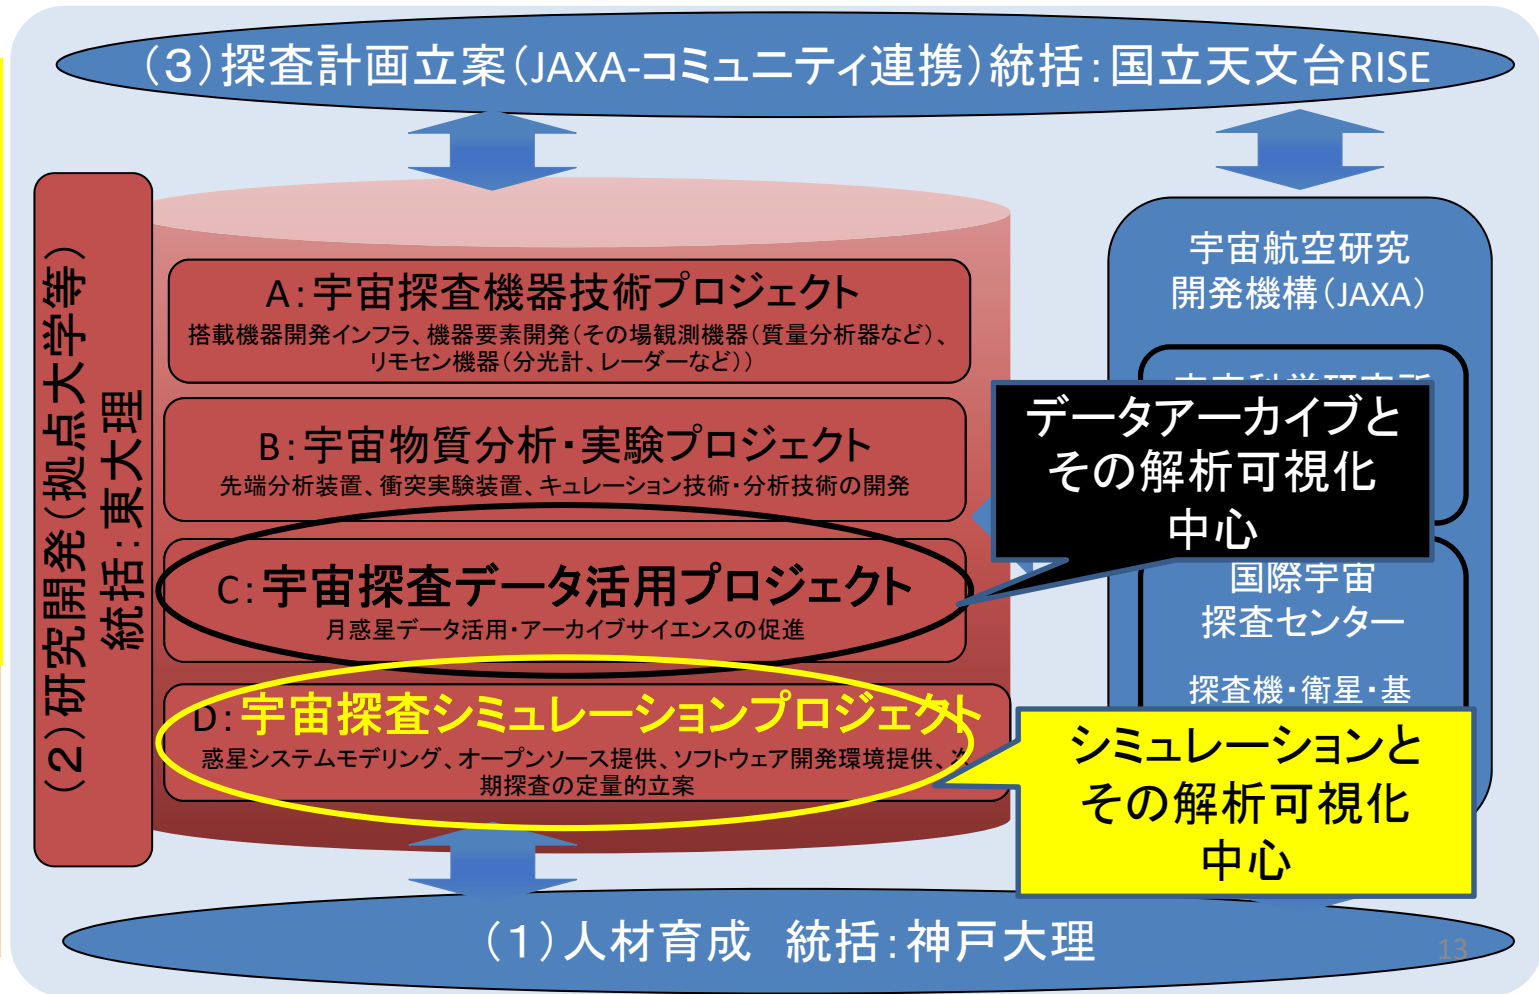 （3）探査計画立案（JAXA-コミュニティ連携）統括：国立天文台RISE
（2）研究開発（拠点大学等）
統括：東大理
A：宇宙探査機器技術プロジェクト
搭載機器開発インフラ、機器要素開発（その場観測機器（質量分析器など）、
リモセン機器（分光計、レーダーなど））
B：宇宙物質分析・実験プロジェクト
先端分析装置、衝突実験装置、キュレーション技術・分析技術の開発
C：宇宙探査データ活用プロジェクト
月惑星データ活用・アーカイブサイエンスの促進
D：宇宙探査シミュレーションプロジェクト
惑星システムモデリング、オープンソース提供、ソフトウェア開発環境提供、次
期探査の定量的立案
宇宙航空研究
開発機構（JAXA）
データアーカイブと
その解析可視化
中心
国際宇宙
探査センター
探査機・衛星・基
シミュレーションと
その解析可視化
中心
（1）人材育成　統括：神戸大理
13